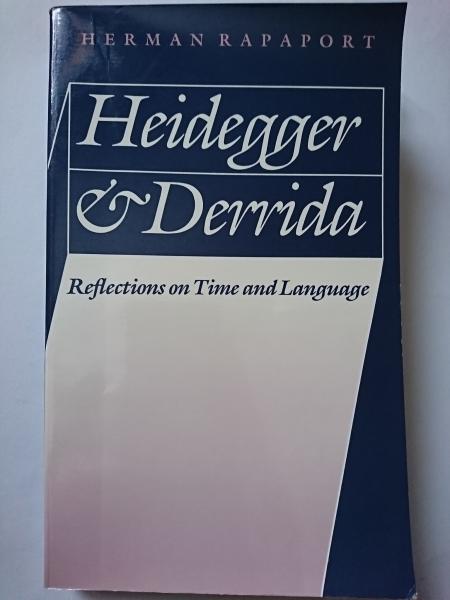 HERMAN RAPAPORT
Heidegger
& Derrida
Reflections on Time and Language